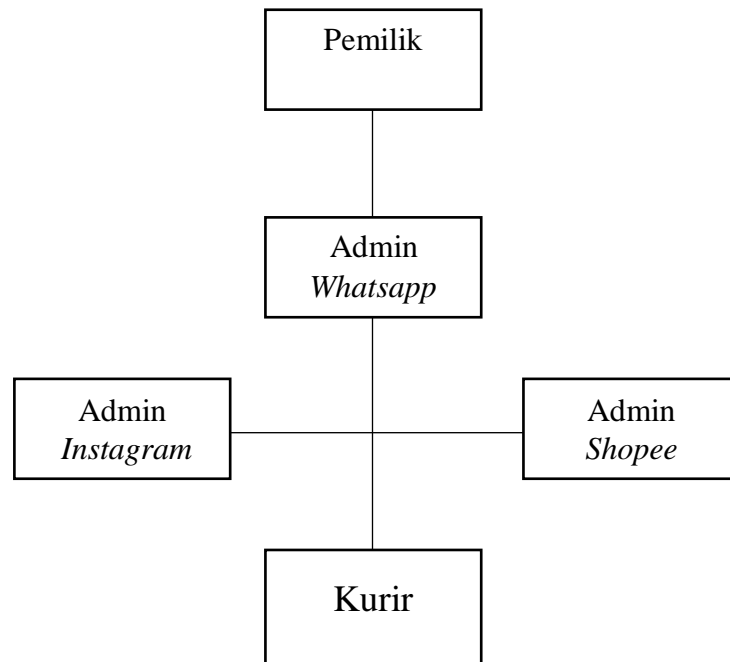 Pemilik
Admin
Whatsapp
Admin
Instagram
Admin
Shopee
Kurir